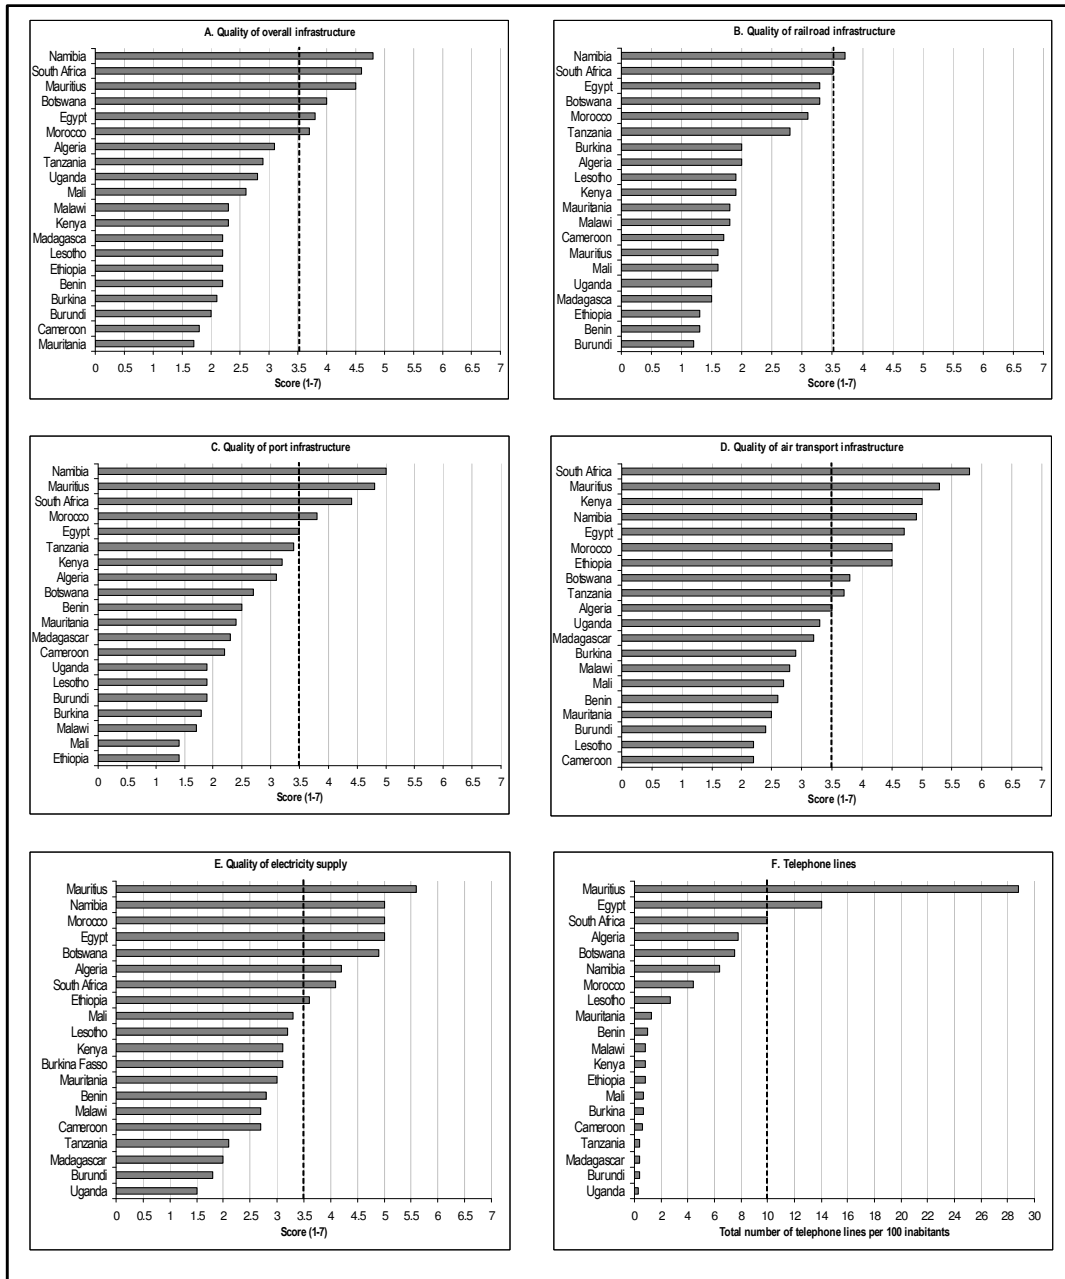 A. Quality of overall infrastructure
Namibia
South Africa
Mauritius
Botswana
Egypt
Morocco
Algeria
Tanzania
Uganda
Mali
Malawi
Kenya
Madagasca
Lesotho
Ethiopia
Benin
Burkina
Burundi
Cameroon
Mauritania
0 0.5 1 1.5 2 2.5 3 3.5 4 4.5 5 5.5 6 6.5 7
Score (1-7)
B. Quality of railroad infrastructure
Namibia
South Africa
Egypt
Botswana
Morocco
Tanzania
Burkina
Algeria
Lesotho
Kenya
Mauritania
Malawi
Cameroon
Mauritius
Mali
Uganda
Madagasca
Ethiopia
Benin
Burundi
0 0.5 1 1.5 2 2.5 3 3.5 4 4.5 5 5.5 6 6.5 7
Score (1-7)
C. Quality of port infrastructure
Namibia
Mauritius
South Africa
Morocco
Egypt
Tanzania
Kenya
Algeria
Botswana
Benin
Mauritania
Madagascar
Cameroon
Uganda
Lesotho
Burundi
Burkina
Malawi
Mali
Ethiopia
0 0.5 1 1.5 2 2.5 3 3.5 4 4.5 5 5.5 6 6.5 7
Score (1-7)
D. Quality of air transport infrastructure
South Africa
Mauritius
Kenya
Namibia
Egypt
Morocco
Ethiopia
Botswana
Tanzania
Algeria
Uganda
Madagascar
Burkina
Malawi
Mali
Benin
Mauritania
Burundi
Lesotho
Cameroon
0 0.5 1 1.5 2 2.5 3 3.5 4 4.5 5 5.5 6 6.5 7
Score (1-7)
E. Quality of electricity supply
Mauritius
Namibia
Morocco
Egypt
Botswana
Algeria
South Africa
Ethiopia
Mali
Lesotho
Kenya
Burkina Fasso
Mauritania
Benin
Malawi
Cameroon
Tanzania
Madagascar
Burundi
Uganda
0 0.5 1 1.5 2 2.5 3 3.5 4 4.5 5 5.5 6 6.5 7
Score (1-7)
F. Telephone lines
Mauritius
Egypt
South Africa
Algeria
Botswana
Namibia
Morocco
Lesotho
Mauritania
Benin
Malawi
Kenya
Ethiopia
Mali
Burkina
Cameroon
Tanzania
Madagascar
Burundi
Uganda
0 2 4 6 8 10 12 14 16 18 20 22 24 26 28 30
Total number of telephone lines per 100 inabitants